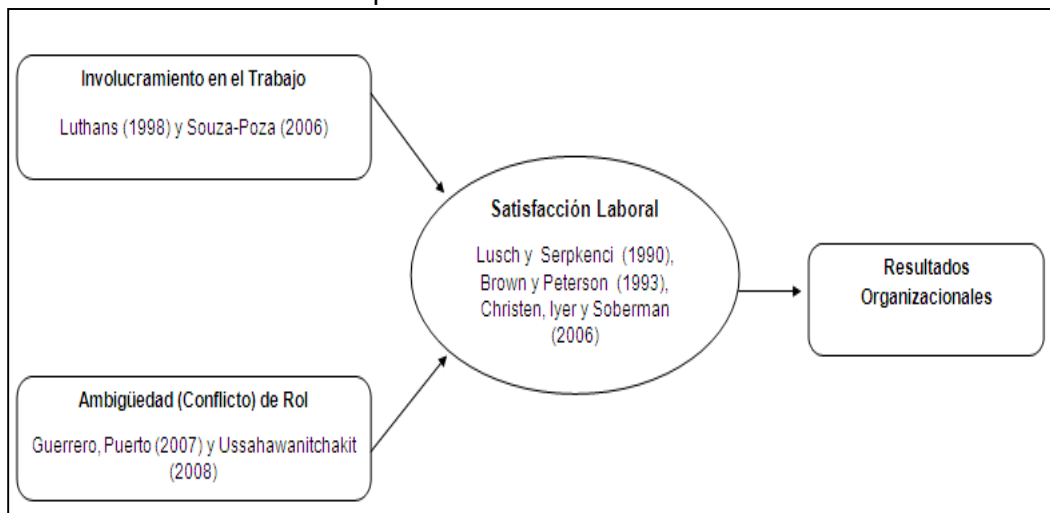 Involucramiento en el Trabajo
Luthans (1998) y Souza-Poza (2006)
Satisfacción Laboral
Lusch y Serpkenci (1990),
Brown y Peterson (1993),
Christen, Iyer y Soberman
(2006)
Resultados
Organizacionales
Ambigüedad (Conflicto) de Rol
Guerrero, Puerto (2007) y Ussahawanitchakit
(2008)